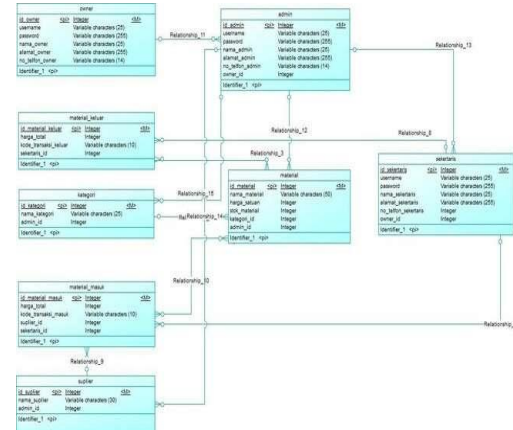 owner
id_owner <pi> Integer <M>
username Variable characters (25)
password Variable characters (255)
nama_owner Variable characters (25)
alamat_owner Variable characters (255)
no_telfon_owner Variable characters (14)
Identifier_1 <pi>
Relationship_11
admin
id_admin <pi> Integer <M>
username Variable characters (25)
password Variable characters (255)
nama_admin Variable characters (25)
alamat_admin Variable characters (255)
no_telfon_admin Variable characters (14)
owner_id Integer
Identifier_1 <pi>
Relationship_13
material_keluar
id_material_keluar <pi> Integer <M>
harga_total Integer
kode_transaksi_keluar Variable characters (10)
sekertaris_id Integer
Identifier_1 <pi>
Relationship_12
Relationship_3
kategori
id_kategori <pi> Integer <M>
nama_kategori Variable characters (25)
admin_id Integer
Identifier_1 <pi>
Relationship_15
material
id_material <pi> Integer <M>
nama_material Variable characters (50)
harga_satuan Integer
stok_material Integer
kategori_id Integer
admin_id Integer
Identifier_1 <pi>
sekertaris
id_sekertaris <pi> Integer <M>
username Variable characters (25)
password Variable characters (255)
nama_sekertaris Variable characters (25)
alamat_sekertaris Variable characters (255)
no_telfon_sekertaris Integer
owner_id Integer
Identifier_1 <pi>
Relationship_10
material_masuk
id_material_masuk <pi> Integer <M>
harga_total Integer
kode_transaksi_masuk Variable characters (10)
suplier_id Integer
sekertaris_id Integer
Identifier_1 <pi>
Relationship_9
suplier
id_suplier <pi> Integer <M>
nama_suplier Variable characters (30)
admin_id Integer
Identifier_1 <pi>